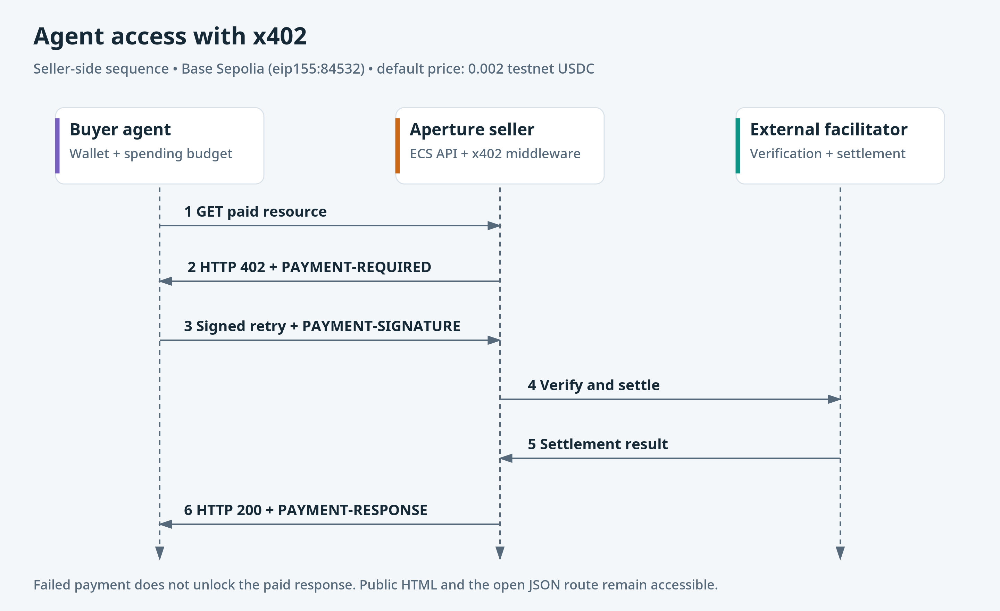 Agent access with x402
Seller-side sequence • Base Sepolia (eip155:84532) • default price: 0.002 testnet USDC
Buyer agent
Wallet + spending budget
Aperture seller
ECS API + x402 middleware
External facilitator
Verification + settlement
1 GET paid resource
2 HTTP 402 + PAYMENT-REQUIRED
3 Signed retry + PAYMENT-SIGNATURE
4 Verify and settle
5 Settlement result
6 HTTP 200 + PAYMENT-RESPONSE
Failed payment does not unlock the paid response. Public HTML and the open JSON route remain accessible.